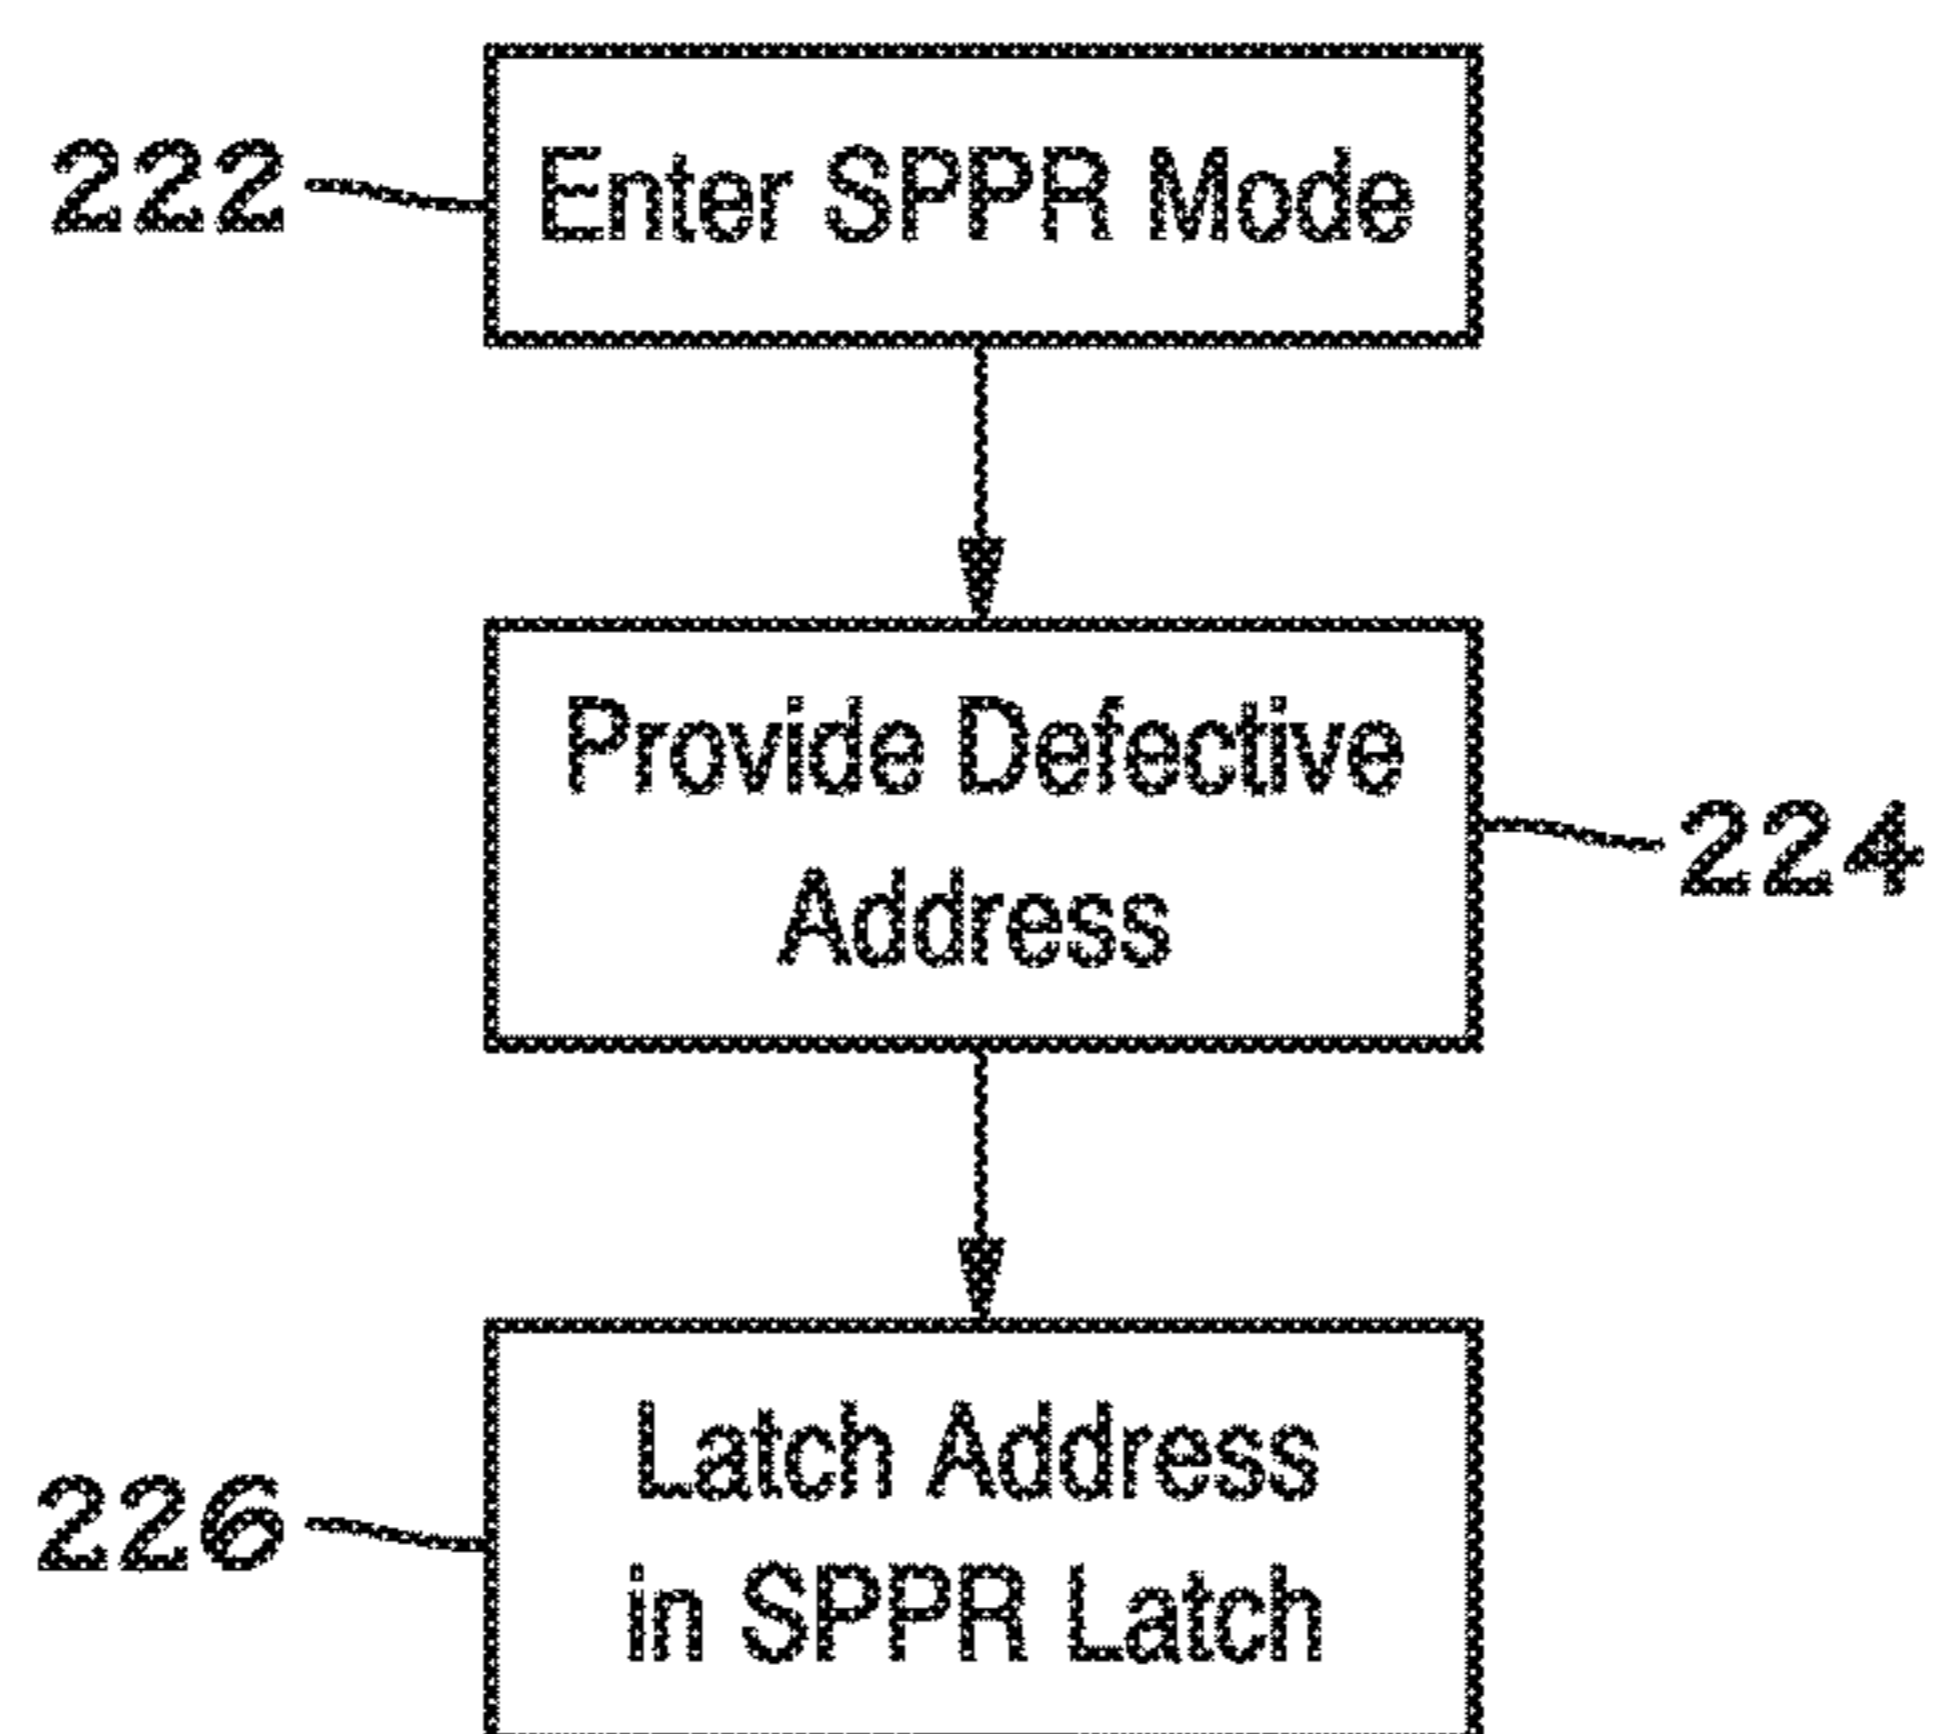 222
Enter SPPR Mode
Provide Defective
Address
224
Latch Address
226
in SPPR Latch